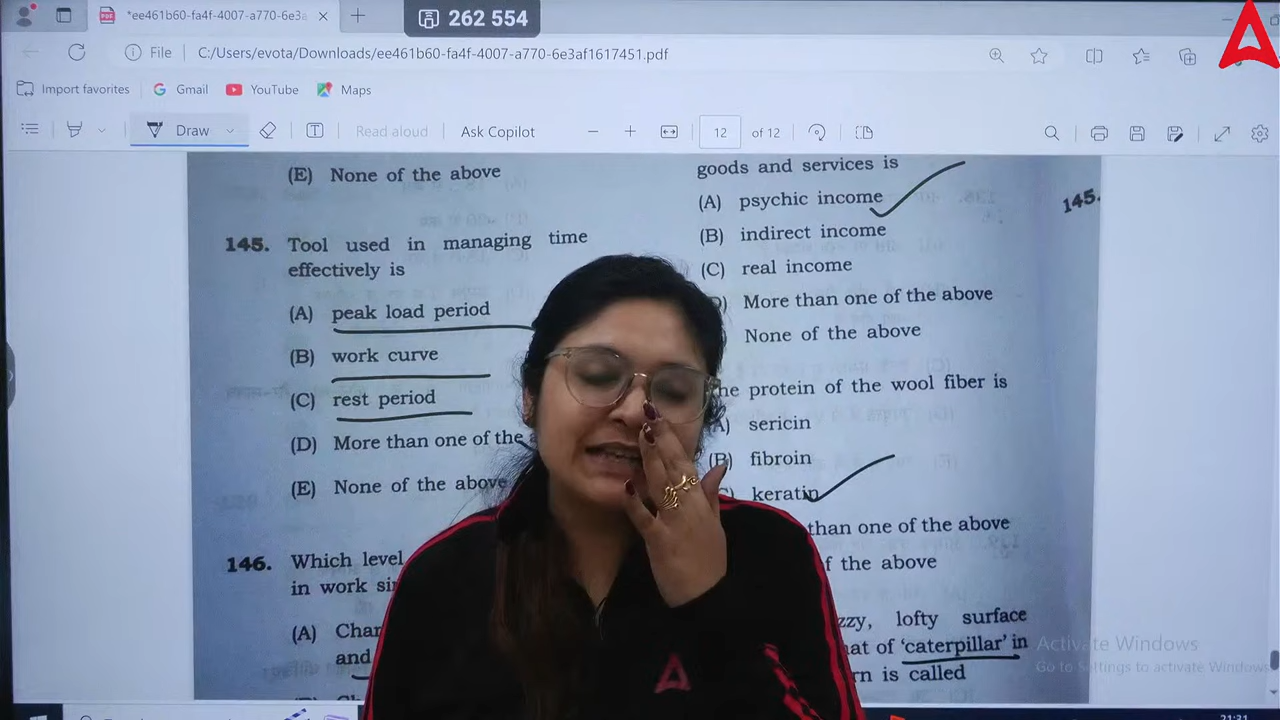 *ee461b60-fa4f-4007-a770-6e3a
262 554
File
C:/Users/evota/Downloads/ee461b60-fa4f-4007-a770-6e3af1617451.pdf
Import favorites
Gmail
YouTube
Maps
Draw
Read aloud
Ask Copilot
12
of 12
(E) None of the above
145. Tool used in managing time
effectively is
(A) peak load period
(B) work curve
(C) rest period
(D) More than one of the
(E) None of the above
146. Which level
in work
(A)
and
goods and services is
(A) psychic income
(B) indirect income
(C) real income
More than one of the above
None of the above
protein of the wool fiber is
sericin
(B) fibroin
keratin
than one of the above
the above
lofty surface
of 'caterpillar' in
is called
145.
Activate Windows
Go to Settings to activate Windows